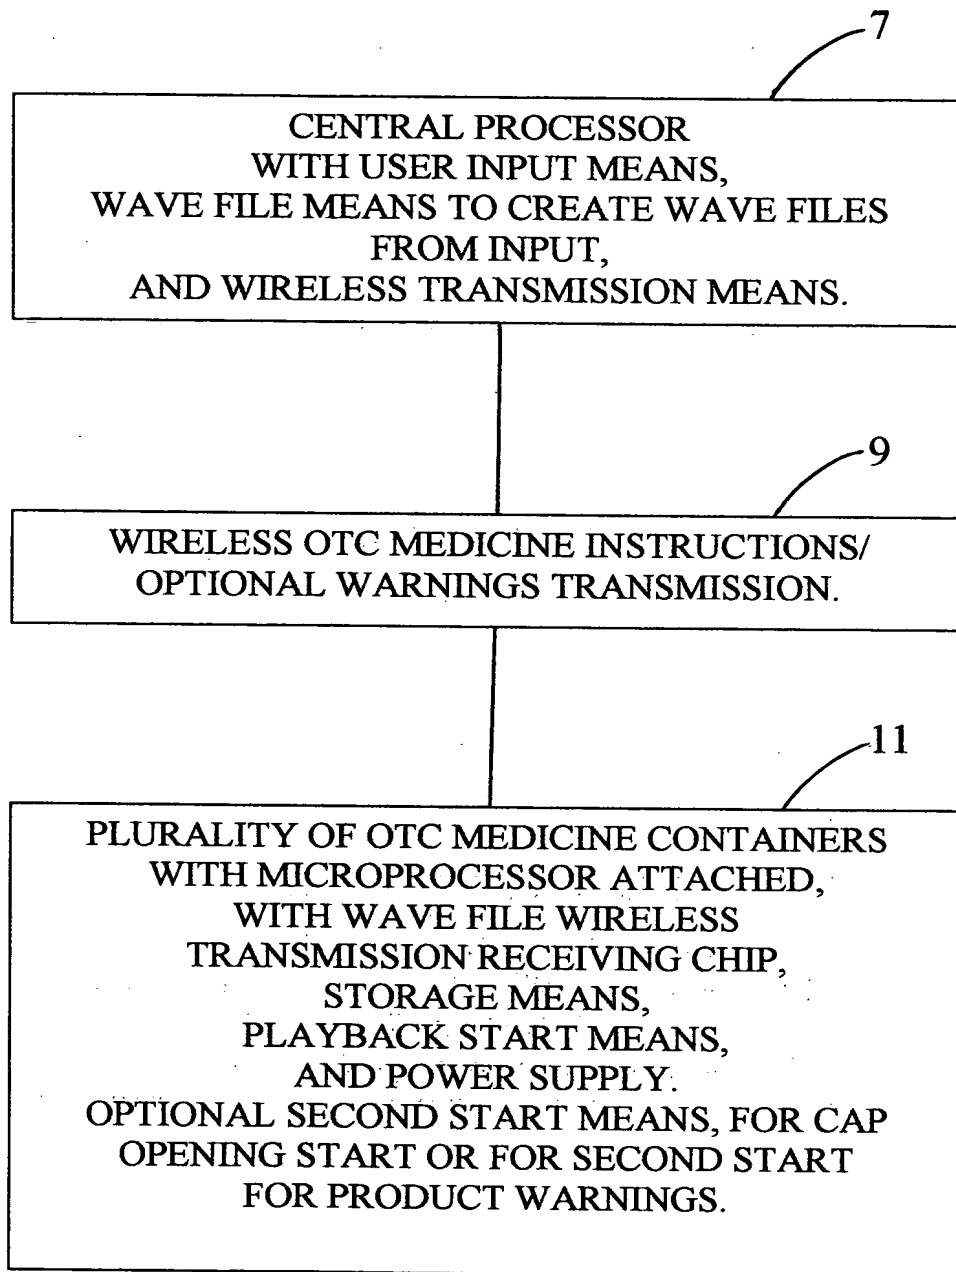 7
CENTRAL PROCESSOR
WITH USER INPUT MEANS,
WAVE FILE MEANS TO CREATE WAVE FILES
FROM INPUT,
AND WIRELESS TRANSMISSION MEANS.
9
WIRELESS OTC MEDICINE INSTRUCTIONS/
OPTIONAL WARNINGS TRANSMISSION.
11
PLURALITY OF OTC MEDICINE CONTAINERS
WITH MICROPROCESSOR ATTACHED,
WITH WAVE FILE WIRELESS
TRANSMISSION RECEIVING CHIP,
STORAGE MEANS,
PLAYBACK START MEANS,
AND POWER SUPPLY.
OPTIONAL SECOND START MEANS, FOR CAP
OPENING START OR FOR SECOND START
FOR PRODUCT WARNINGS.